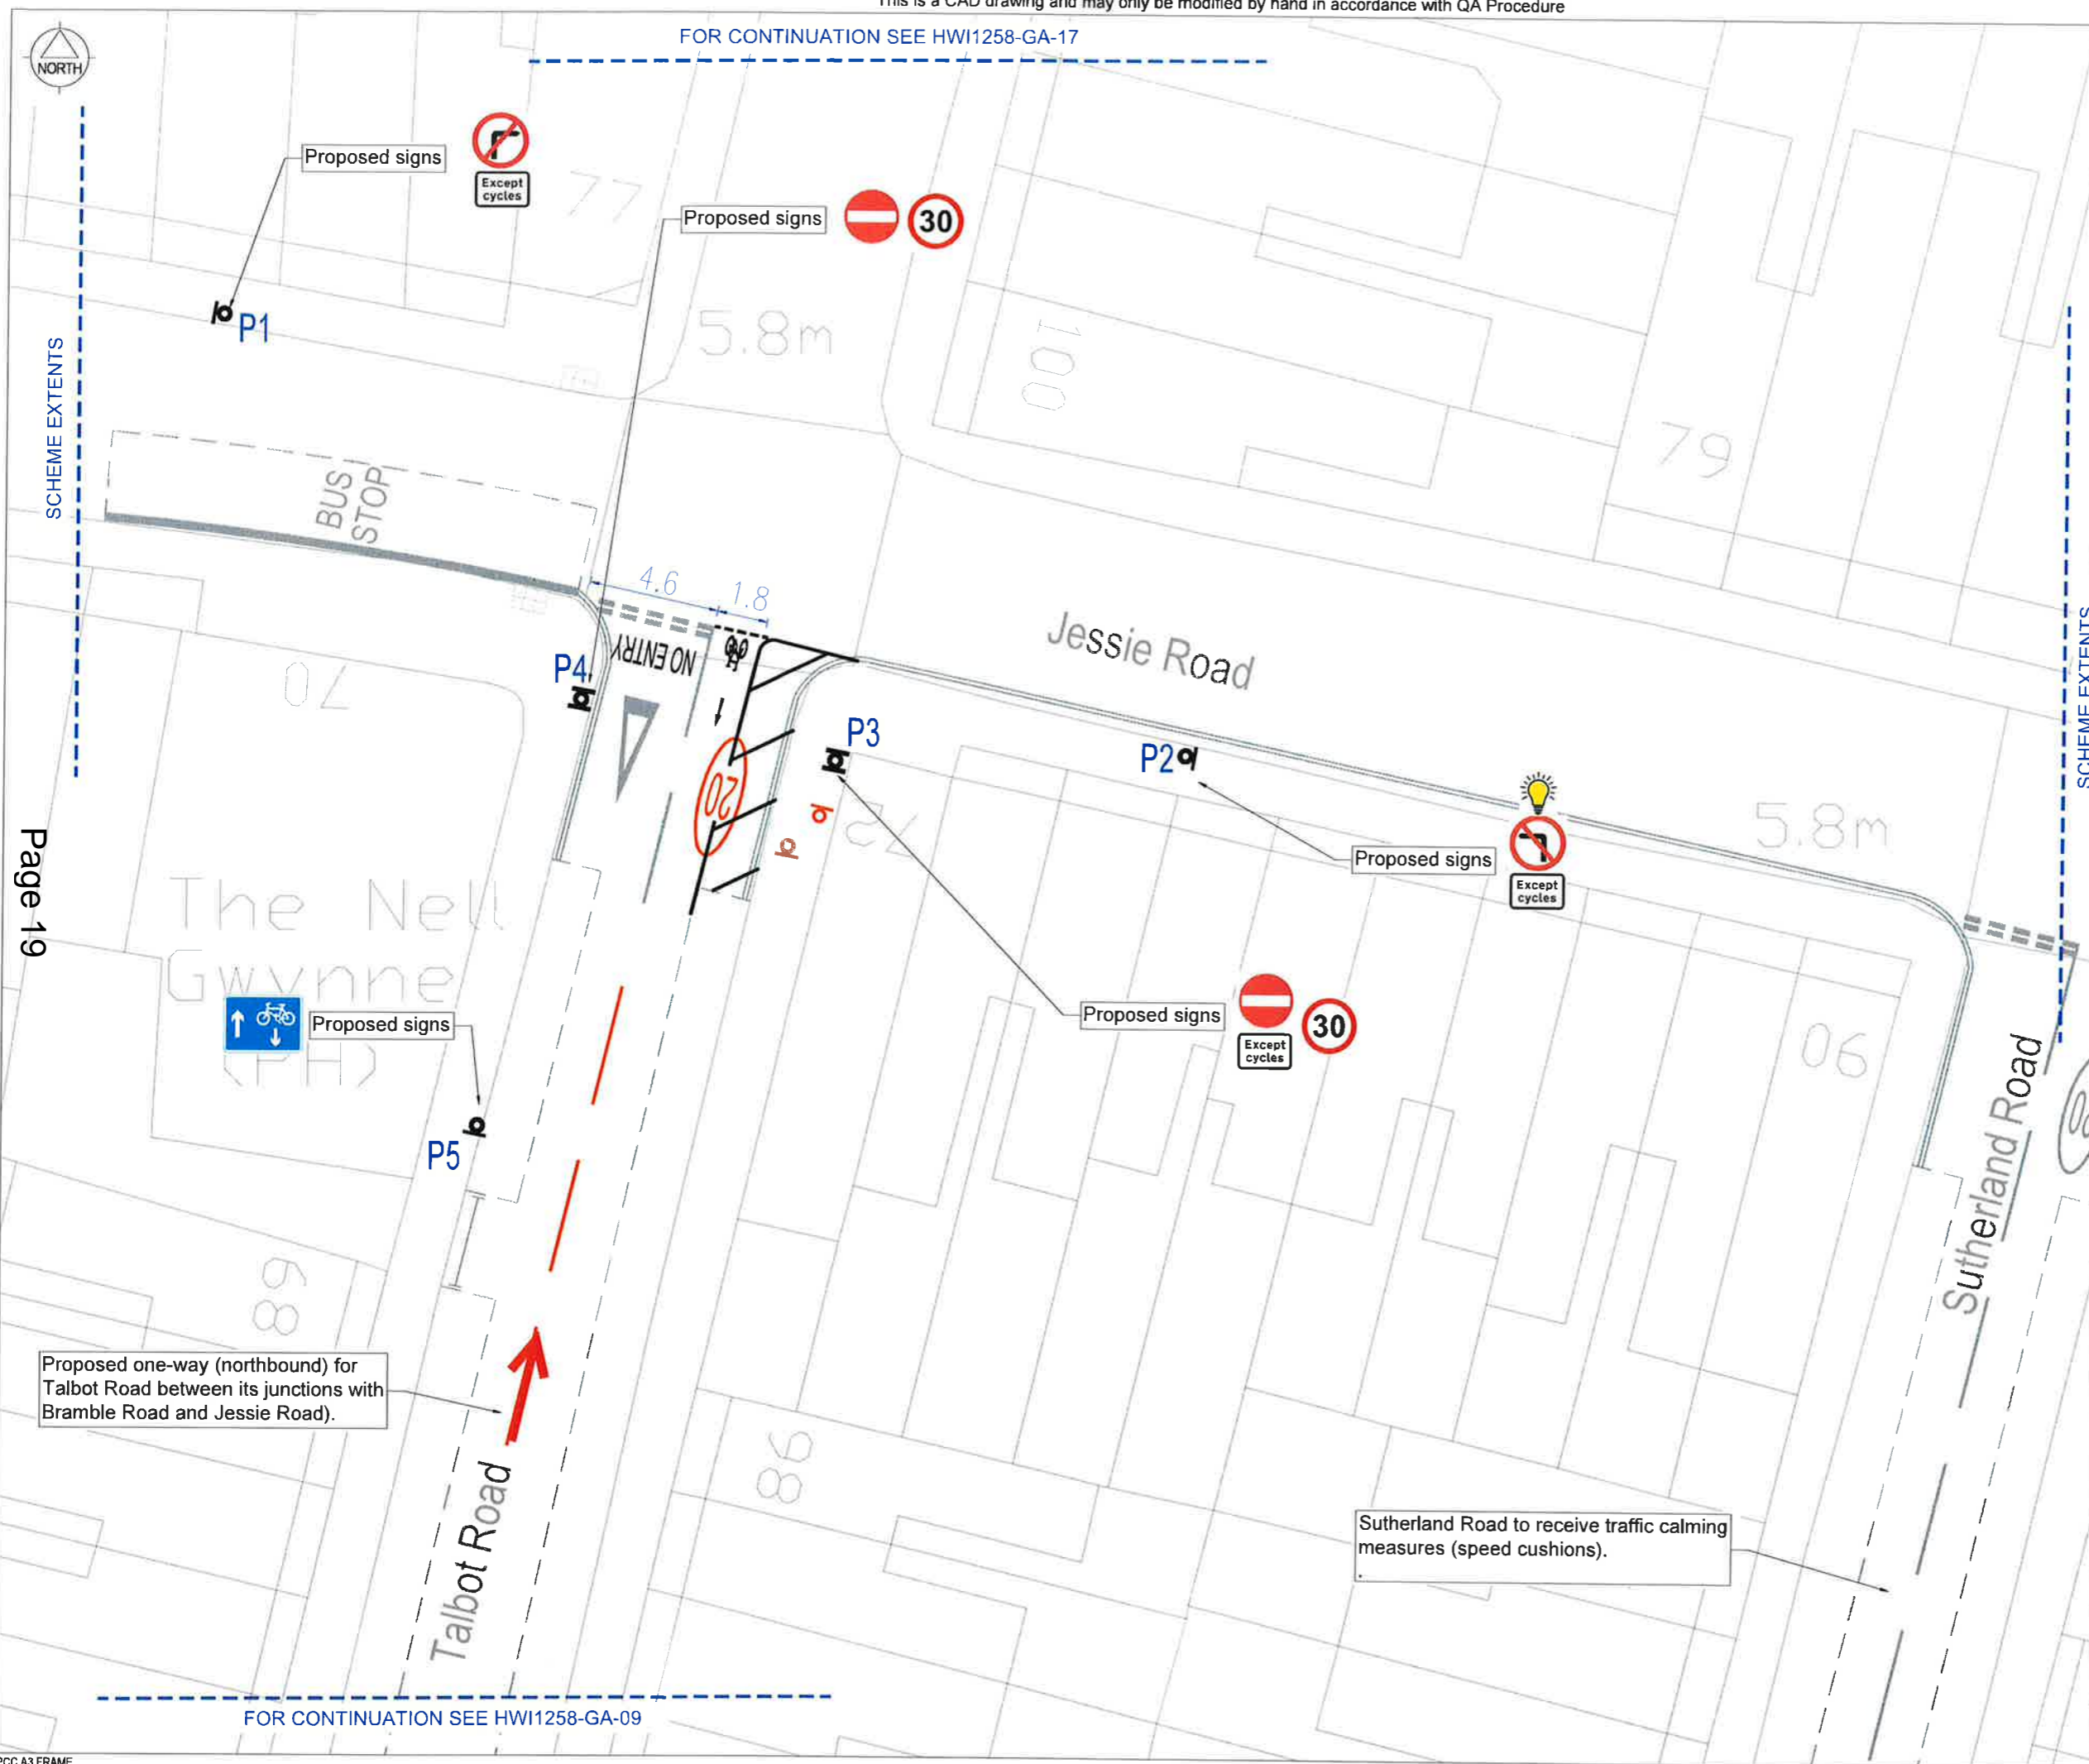 This is a CAD drawing and may only be modified by hand in accordance with QA Procedure
FOR CONTINUATION SEE HWI1258-GA-17
NORTH
Proposed signs
Except
cycles
77
Proposed signs
30
P1
5.8m
100
79
SCHEME EXTENTS
BUS
STOP
4.6
1.8
Jessie Road
SCHEME EXTENTS
NO ENTRY
P4
70
P3
P2
20
72
5.8m
Proposed signs
Except
cycles
Page 19
The Nell
Gwynne
(PH)
Proposed signs
Proposed signs
30
Except
cycles
90
P5
Sutherland Road
89
Proposed one-way (northbound) for
Talbot Road between its junctions with
Bramble Road and Jessie Road).
Talbot Road
86
Sutherland Road to receive traffic calming
measures (speed cushions).
.
FOR CONTINUATION SEE HWI1258-GA-09
PCC A3 FRAME